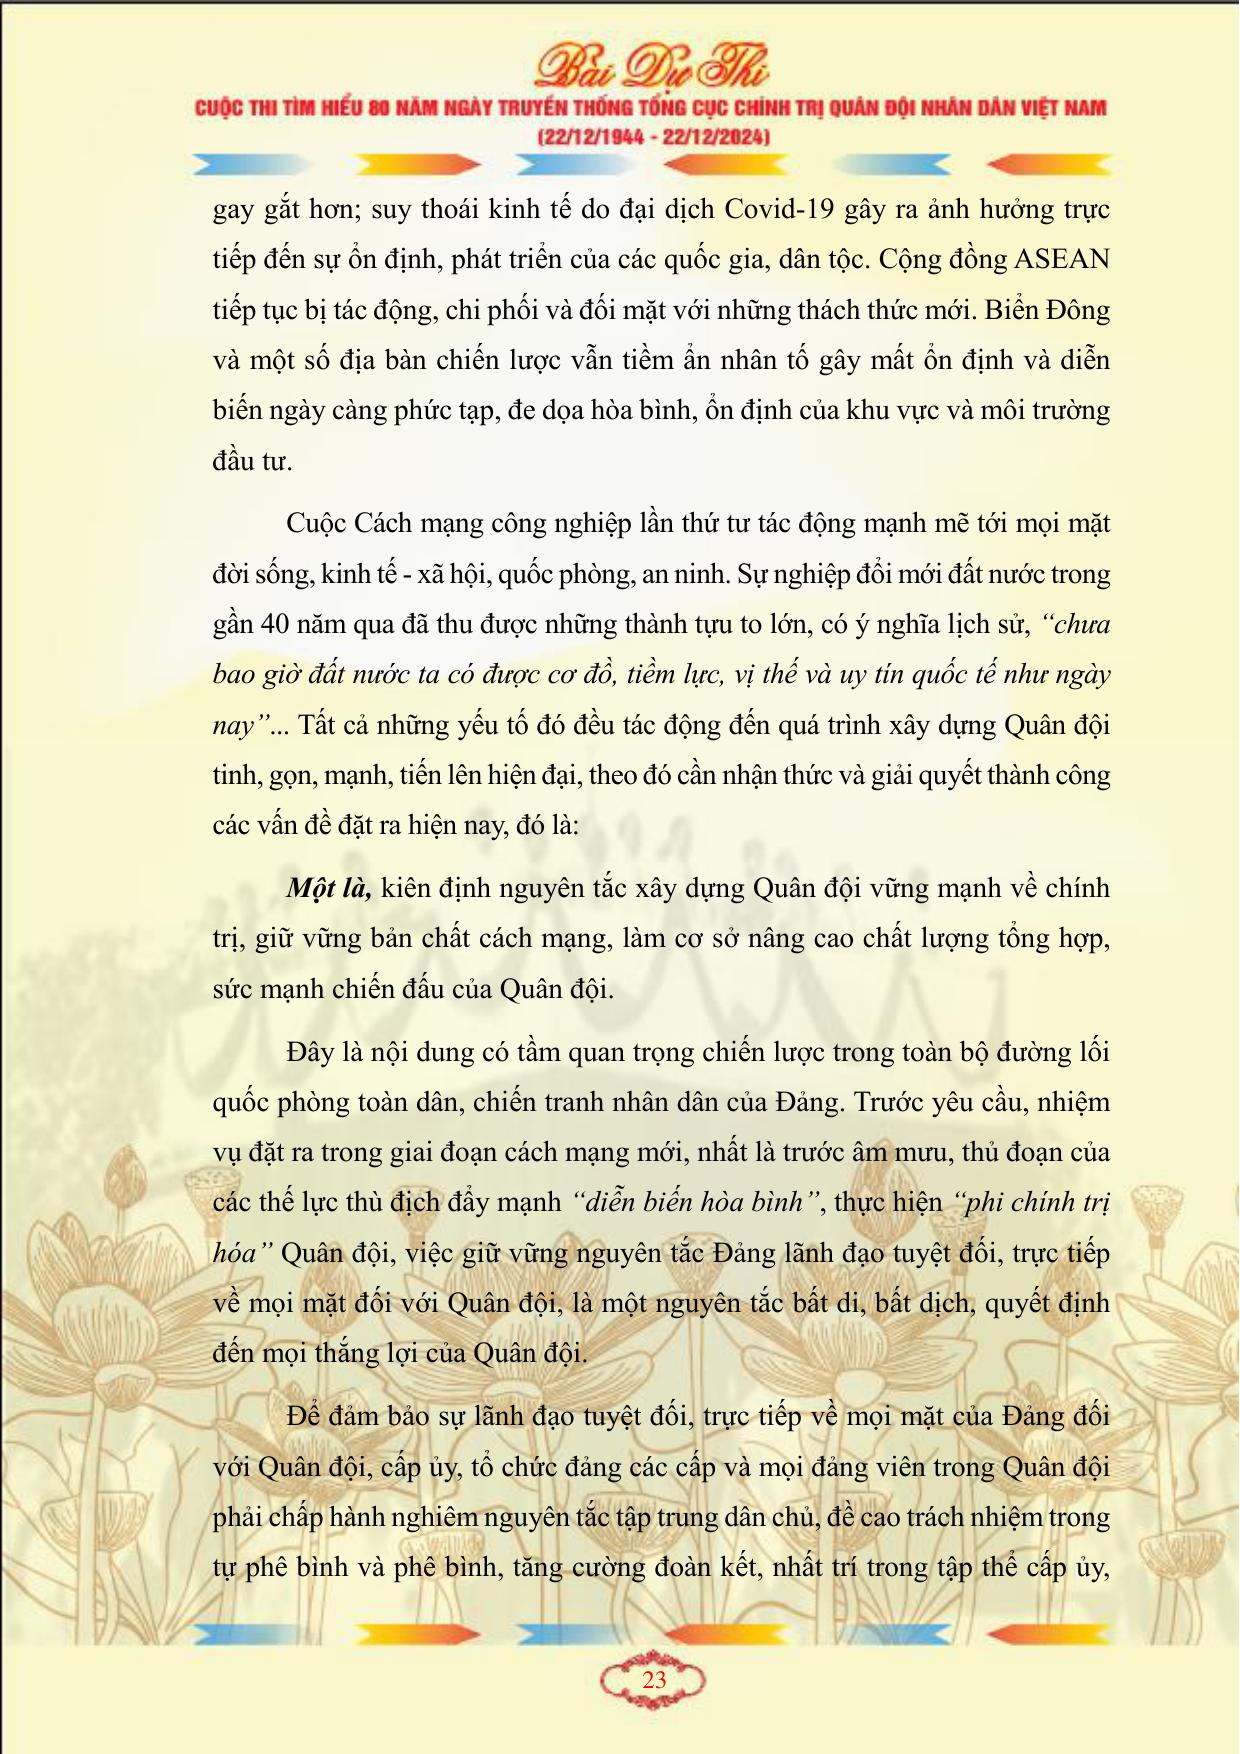 Bài Dự Thi
CUỘC THI TÌM HIỂU 80 NĂM NGÀY TRUYỀN THỐNG TỔNG CỤC CHÍNH TRỊ QUÂN ĐỘI NHÂN DÂN VIỆT NAM
(22/12/1944 - 22/12/2024)
gay gắt hơn; suy thoái kinh tế do đại dịch Covid-19 gây ra ảnh hưởng trực
tiếp đến sự ổn định, phát triển của các quốc gia, dân tộc. Cộng đồng ASEAN
tiếp tục bị tác động, chi phối và đối mặt với những thách thức mới. Biển Đông
và một số địa bàn chiến lược vẫn tiềm ẩn nhân tố gây mất ổn định và diễn
biến ngày càng phức tạp, đe dọa hòa bình, ổn định của khu vực và môi trường
đầu tư.
Cuộc Cách mạng công nghiệp lần thứ tư tác động mạnh mẽ tới mọi mặt
đời sống, kinh tế - xã hội, quốc phòng, an ninh. Sự nghiệp đổi mới đất nước trong
gần 40 năm qua đã thu được những thành tựu to lớn, có ý nghĩa lịch sử, “chưa
bao giờ đất nước ta có được cơ đồ, tiềm lực, vị thế và uy tín quốc tế như ngày
nay”... Tất cả những yếu tố đó đều tác động đến quá trình xây dựng Quân đội
tinh, gọn, mạnh, tiến lên hiện đại, theo đó cần nhận thức và giải quyết thành công
các vấn đề đặt ra hiện nay, đó là:
Một là, kiên định nguyên tắc xây dựng Quân đội vững mạnh về chính
trị, giữ vững bản chất cách mạng, làm cơ sở nâng cao chất lượng tổng hợp,
sức mạnh chiến đấu của Quân đội.
Đây là nội dung có tầm quan trọng chiến lược trong toàn bộ đường lối
quốc phòng toàn dân, chiến tranh nhân dân của Đảng. Trước yêu cầu, nhiệm
vụ đặt ra trong giai đoạn cách mạng mới, nhất là trước âm mưu, thủ đoạn của
các thế lực thù địch đẩy mạnh “diễn biến hòa bình”, thực hiện “phi chính trị
hóa” Quân đội, việc giữ vững nguyên tắc Đảng lãnh đạo tuyệt đối, trực tiếp
về mọi mặt đối với Quân đội, là một nguyên tắc bất di, bất dịch, quyết định
đến mọi thắng lợi của Quân đội.
Để đảm bảo sự lãnh đạo tuyệt đối, trực tiếp về mọi mặt của Đảng đối
với Quân đội, cấp ủy, tổ chức đảng các cấp và mọi đảng viên trong Quân đội
phải chấp hành nghiêm nguyên tắc tập trung dân chủ, đề cao trách nhiệm trong
tự phê bình và phê bình, tăng cường đoàn kết, nhất trí trong tập thể cấp ủy,
23